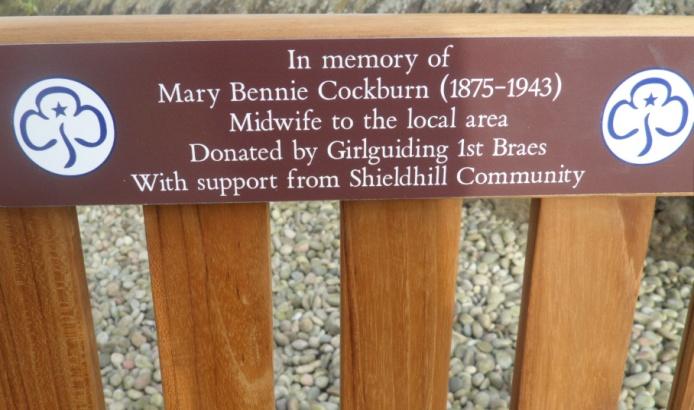 In memory of
Mary Bennie Cockburn (1875-1943)
Midwife to the local area
Donated by Girlguiding 1st Braes
With support from Shieldhill Community